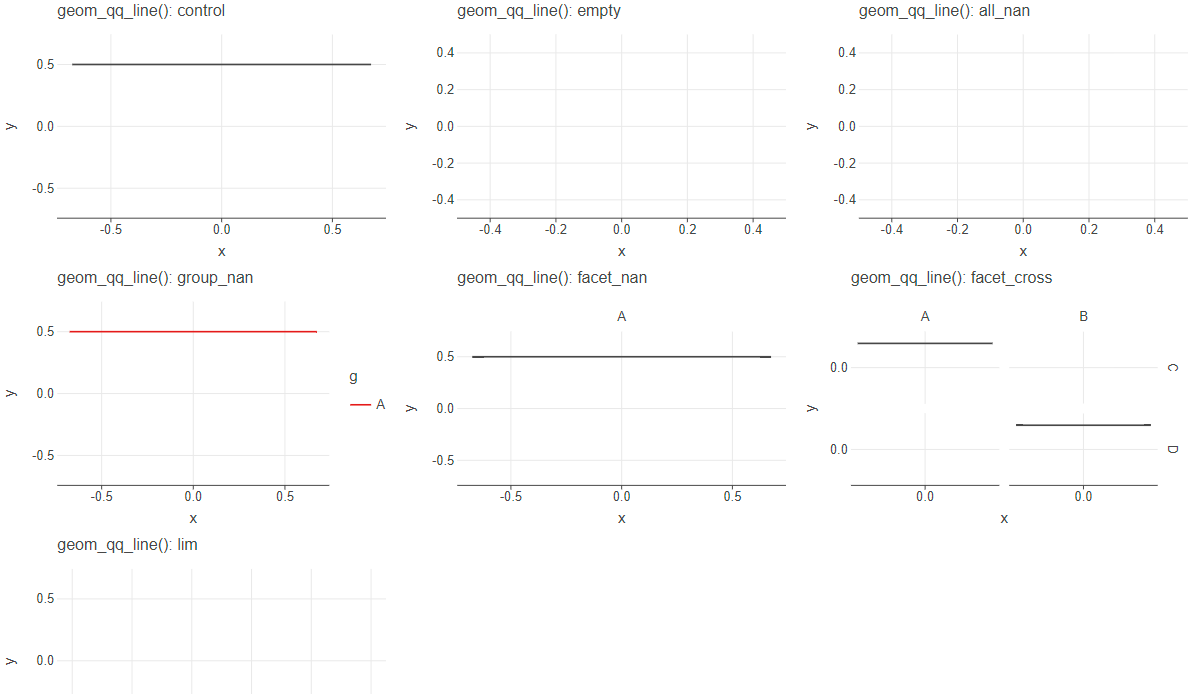 geom_qq_line(): control
0.5
0.0
-0.5
y
-0.5 0.0 0.5
x
geom_qq_line(): empty
0.4
0.2
0.0
-0.2
-0.4
y
-0.4 -0.2 0.0 0.2 0.4
x
geom_qq_line(): all_nan
0.4
0.2
0.0
-0.2
-0.4
y
-0.4 -0.2 0.0 0.2 0.4
x
geom_qq_line(): group_nan
0.5
0.0
-0.5
y
-0.5 0.0 0.5
x
g
A
geom_qq_line(): facet_nan
A
0.5
0.0
-0.5
y
-0.5 0.0 0.5
x
geom_qq_line(): facet_cross
A B
0.0 C
0.0 D
y
0.0 0.0
x
geom_qq_line(): lim
0.5
0.0
y